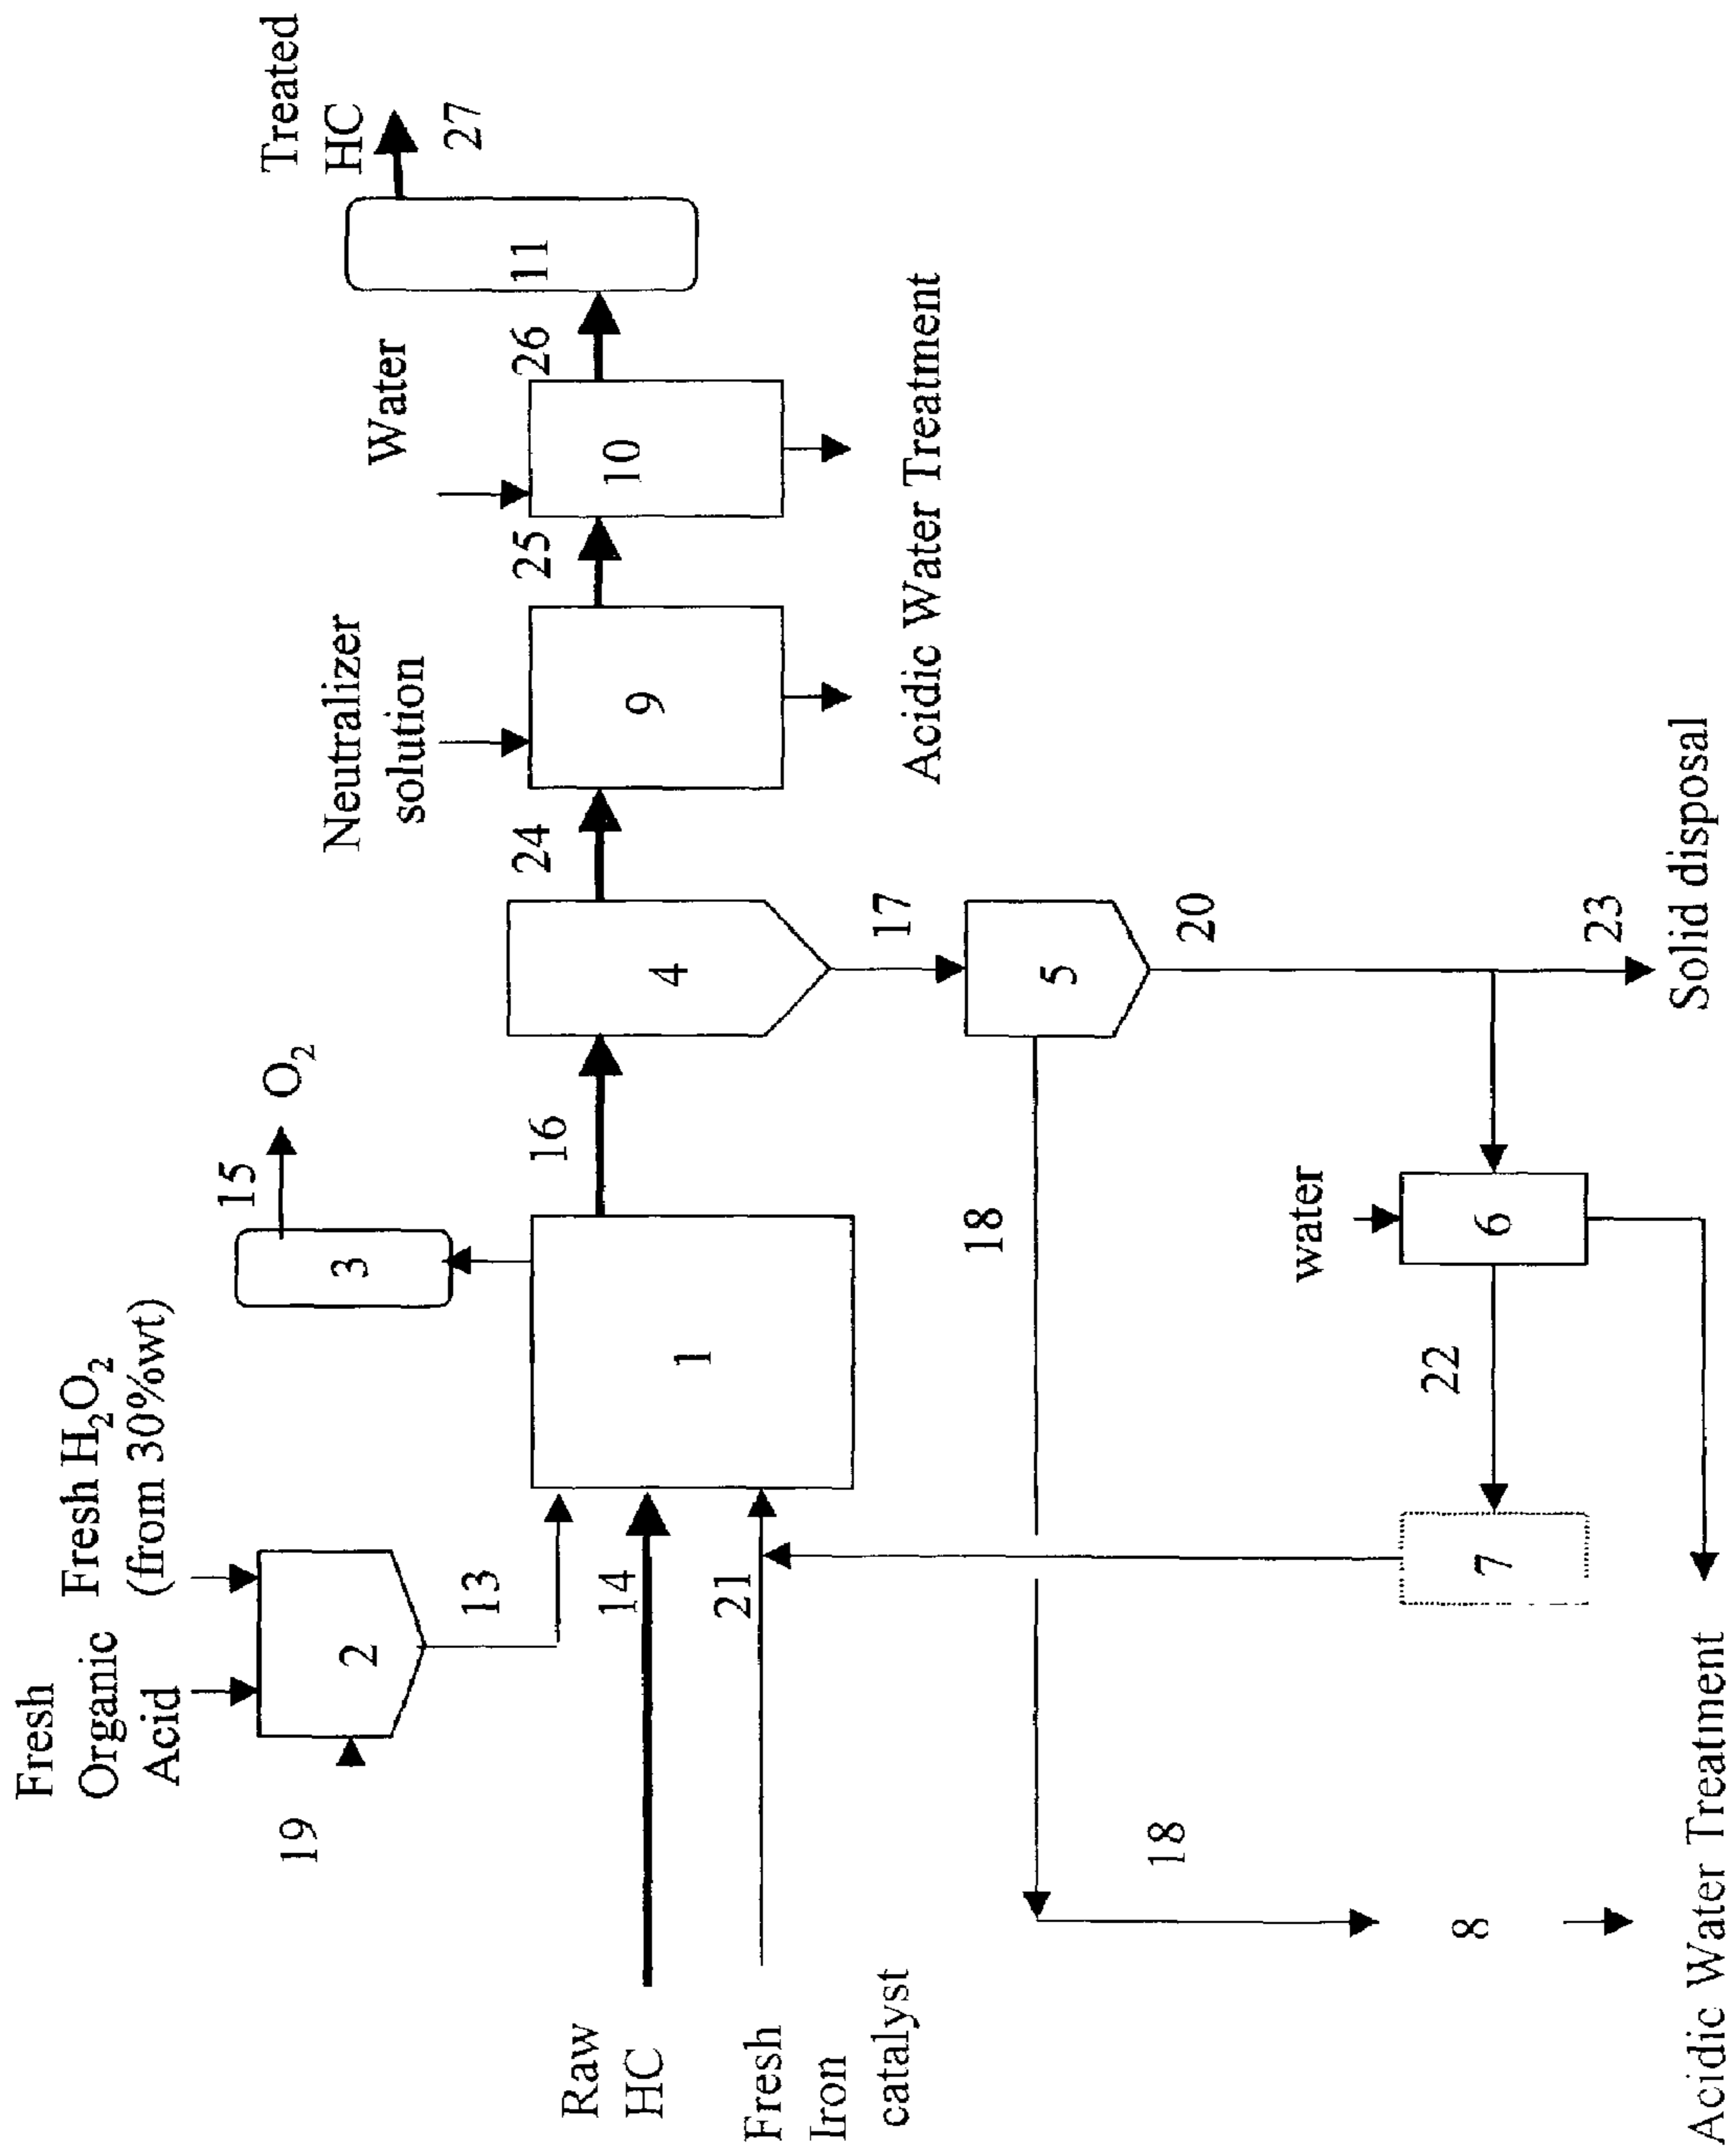 Fresh
Organic
Acid
Fresh H₂O₂
(from 30%wt)
19
2
13
15
O₂
3
Treated
HC
27
Neutralizer
solution
Water
Raw
HC
14
1
16
4
24
9
25
10
26
11
Fresh
Iron
catalyst
21
17
Acidic Water Treatment
18
5
20
18
water
8
7
22
6
23
Solid disposal
Acidic Water Treatment